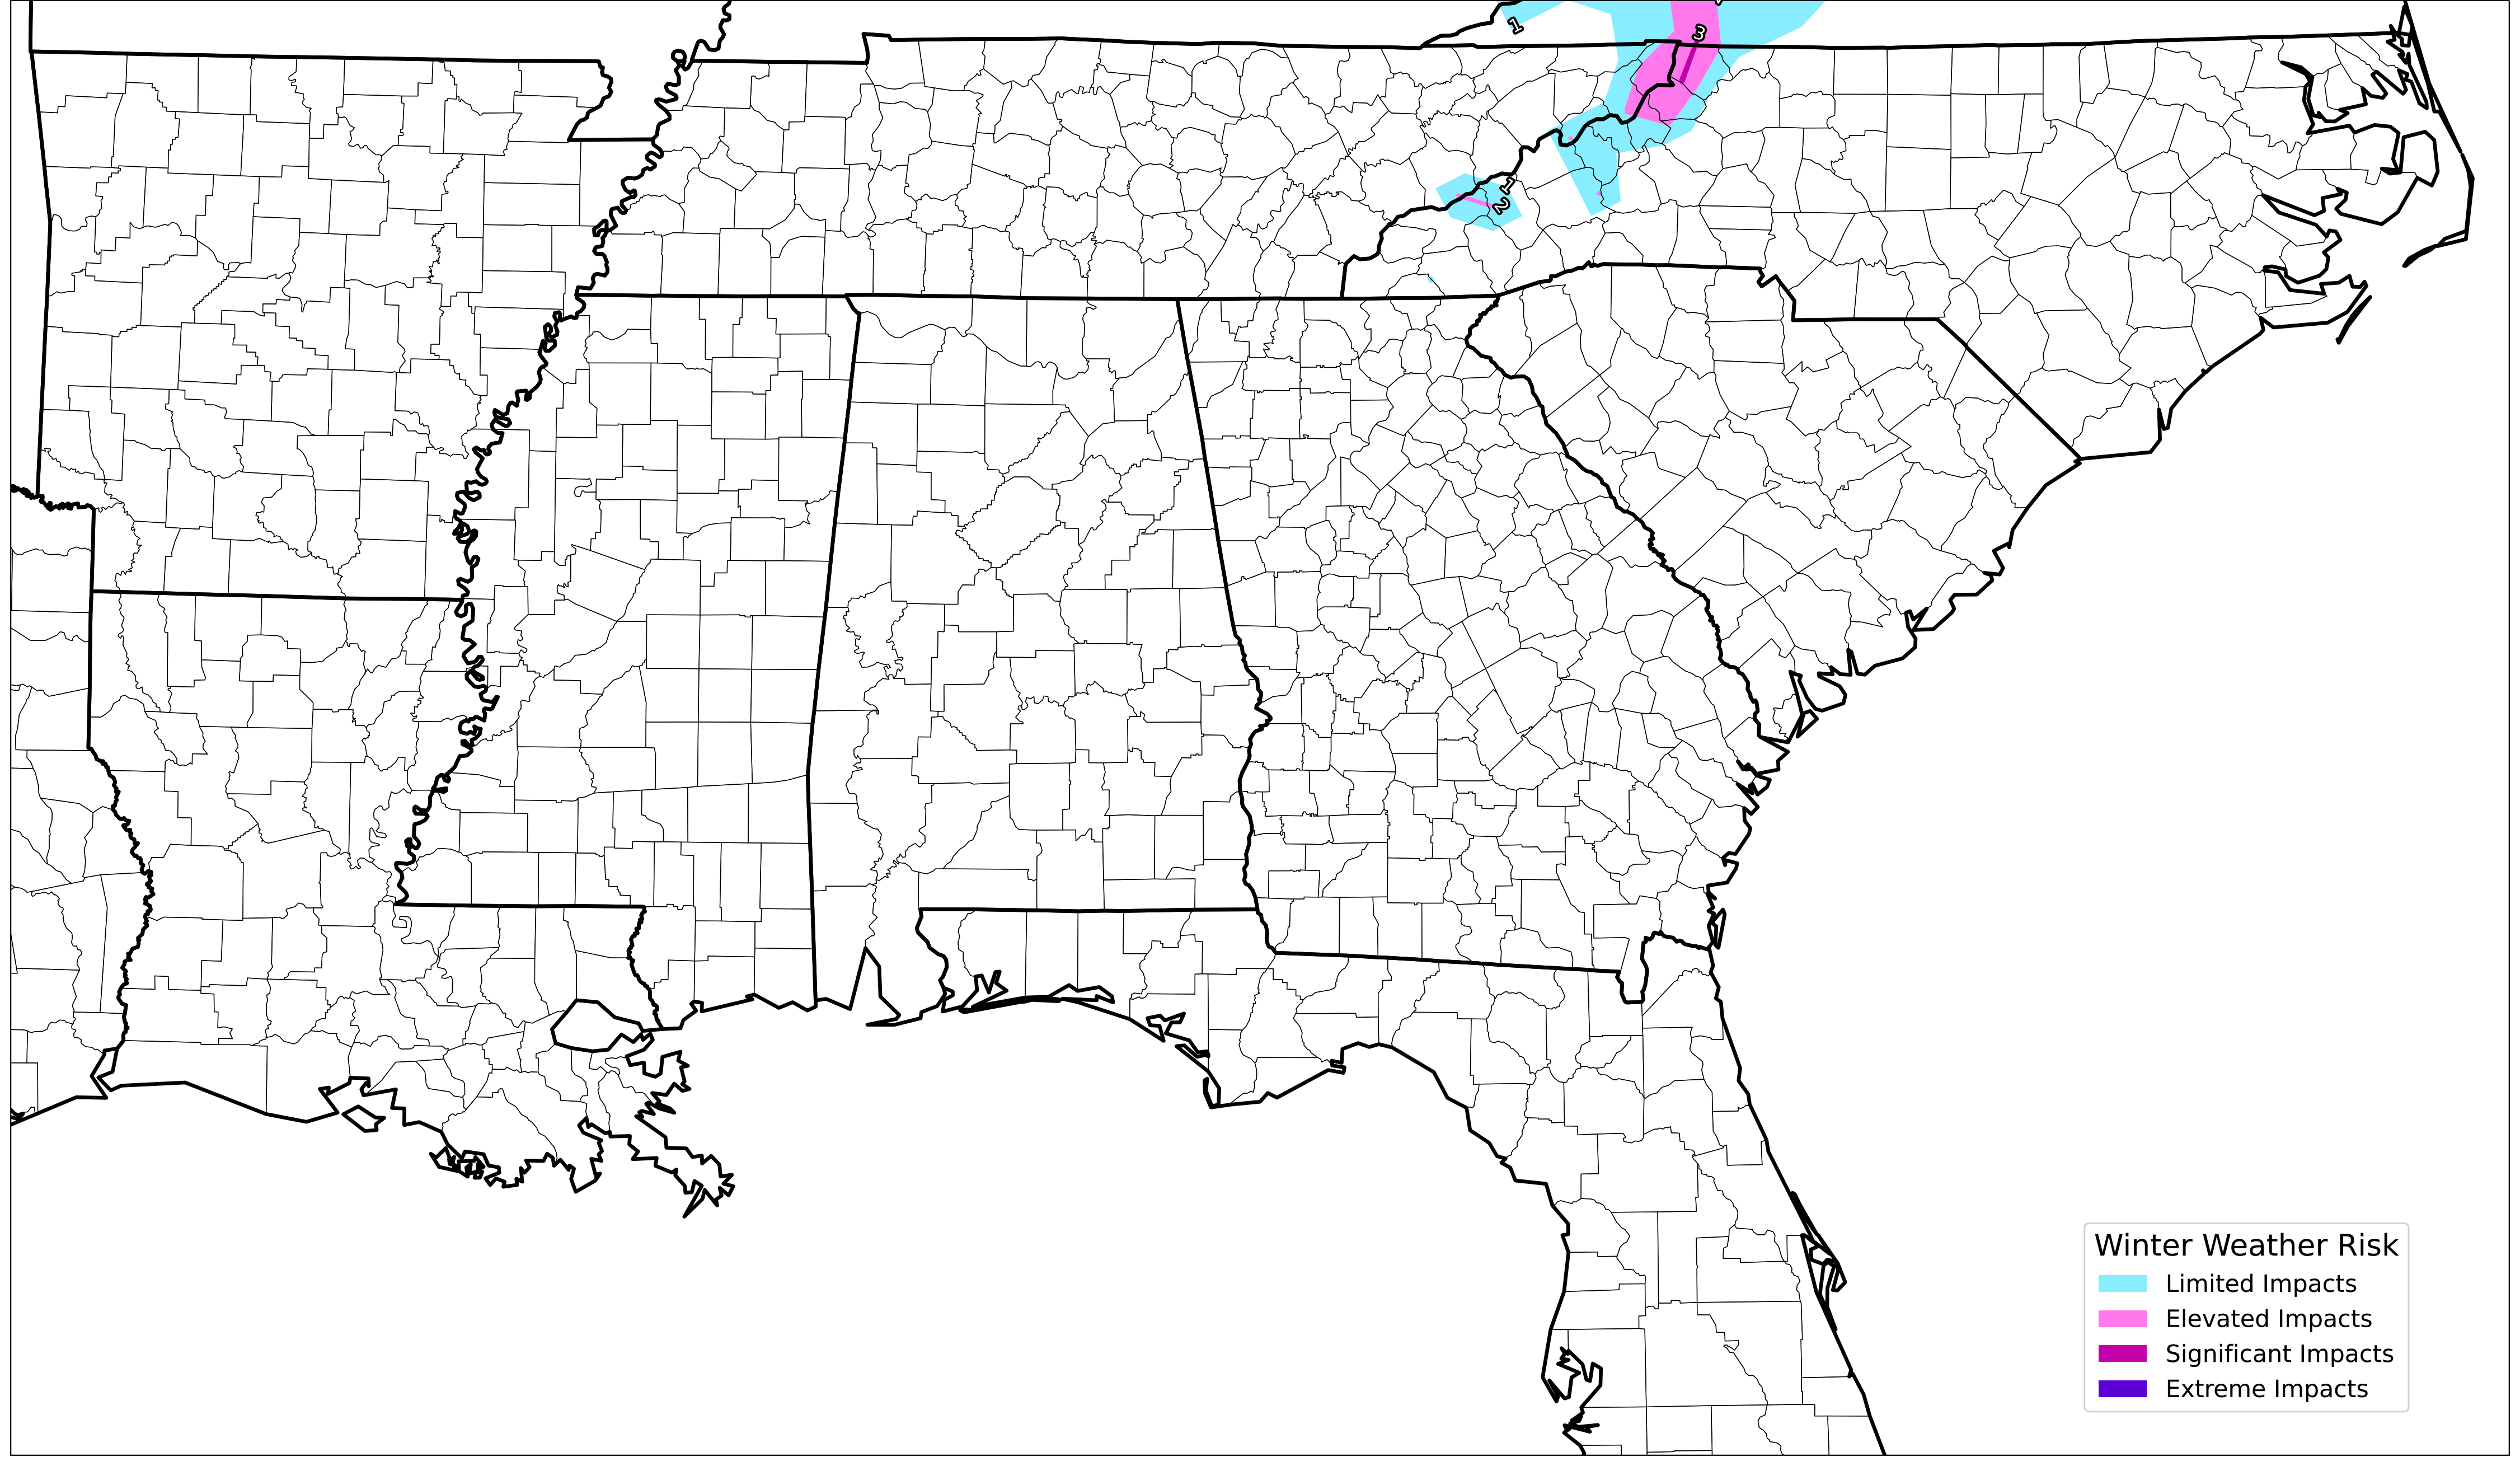 1
3
1
2
Winter Weather Risk
Limited Impacts
Elevated Impacts
Significant Impacts
Extreme Impacts